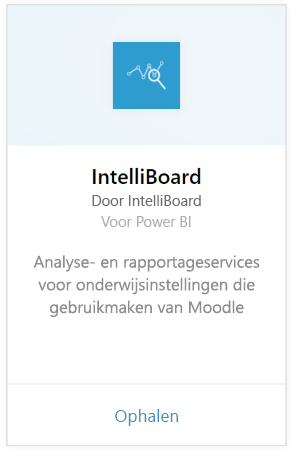 IntelliBoard
Door IntelliBoard
Voor Power BI
Analyse- en rapportageservices
voor onderwijsinstellingen die
gebruikmaken van Moodle
Ophalen